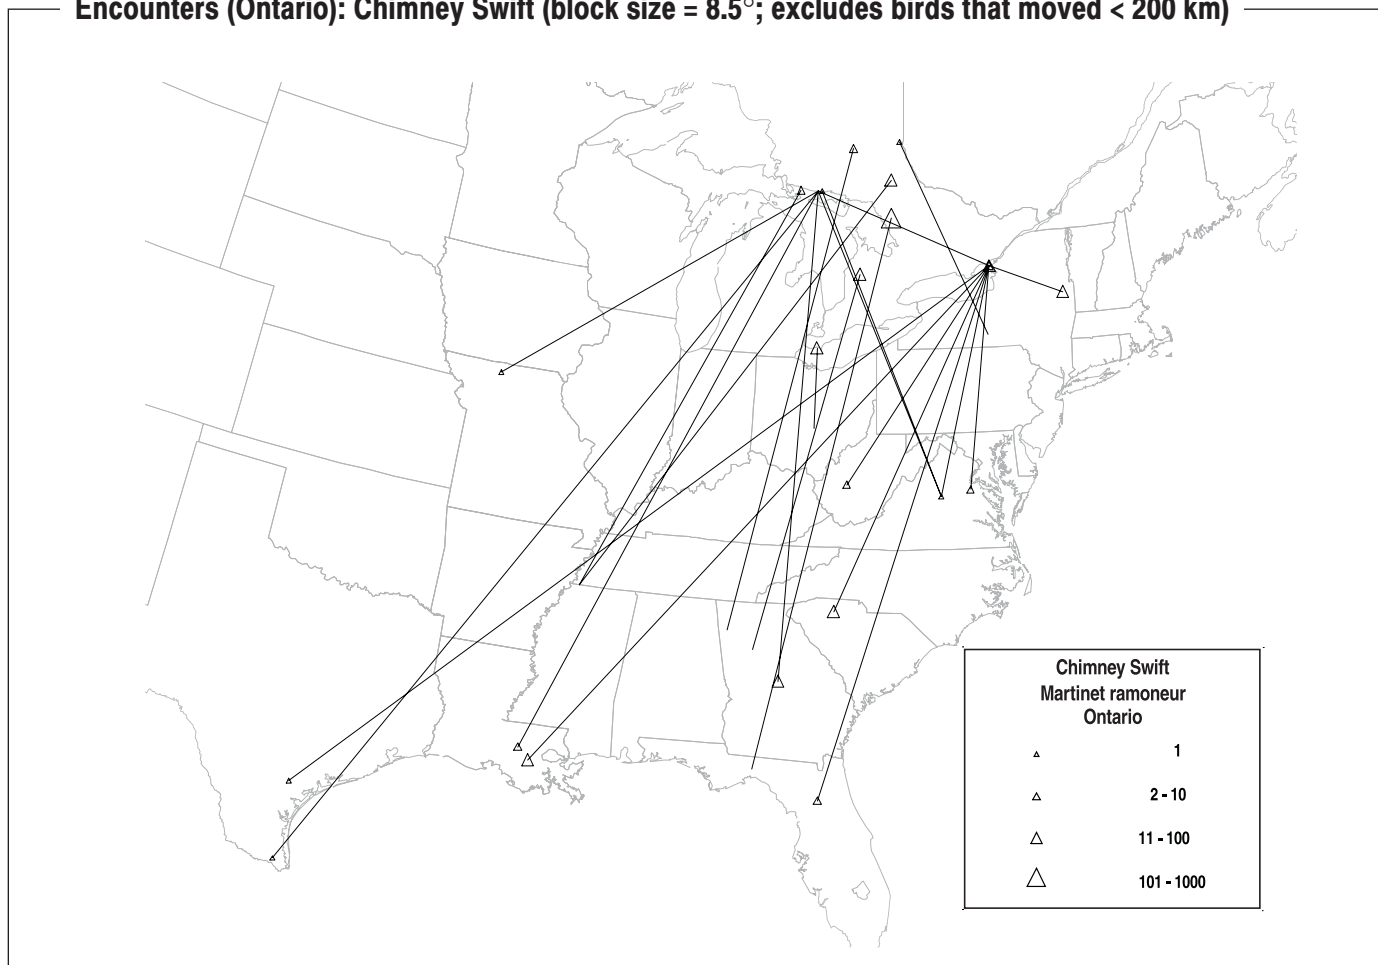 Encounters (Ontario): Chimney Swift (block size = 8.5°; excludes birds that moved < 200 km)
Chimney Swift
Martinet ramoneur
Ontario
1
2 - 10
11 - 100
101 - 1000